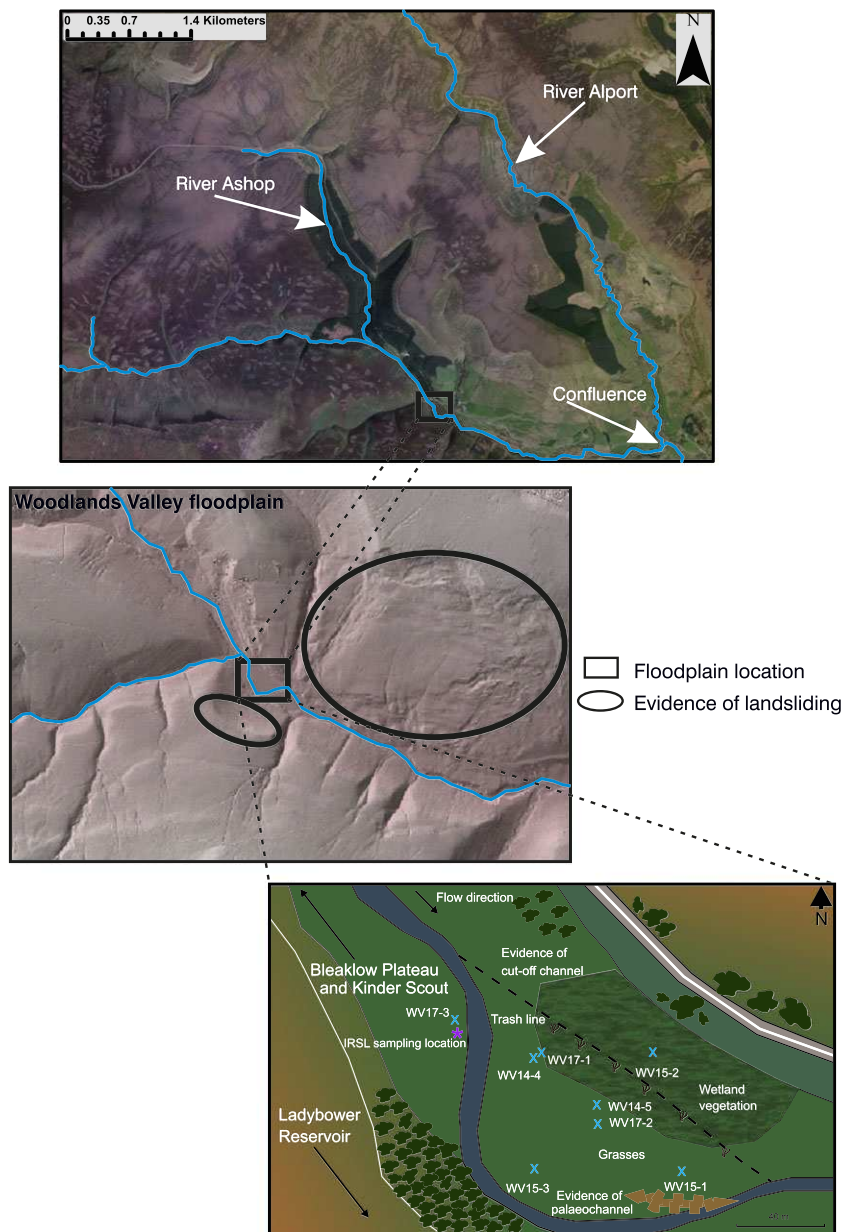 0 0.35 0.7 1.4 Kilometers
N
River Alport
River Ashop
Confluence
Woodlands Valley floodplain
Floodplain location
Evidence of landsliding
Flow direction
N
Evidence of
cut-off channel
Bleaklow Plateau
and Kinder Scout
WV17-3
Trash line
IRSL sampling location
WV17-1
WV14-4
WV15-2
Wetland
vegetation
WV14-5
WV17-2
Ladybower
Reservoir
Grasses
WV15-3
WV15-1
Evidence of
palaeochannel